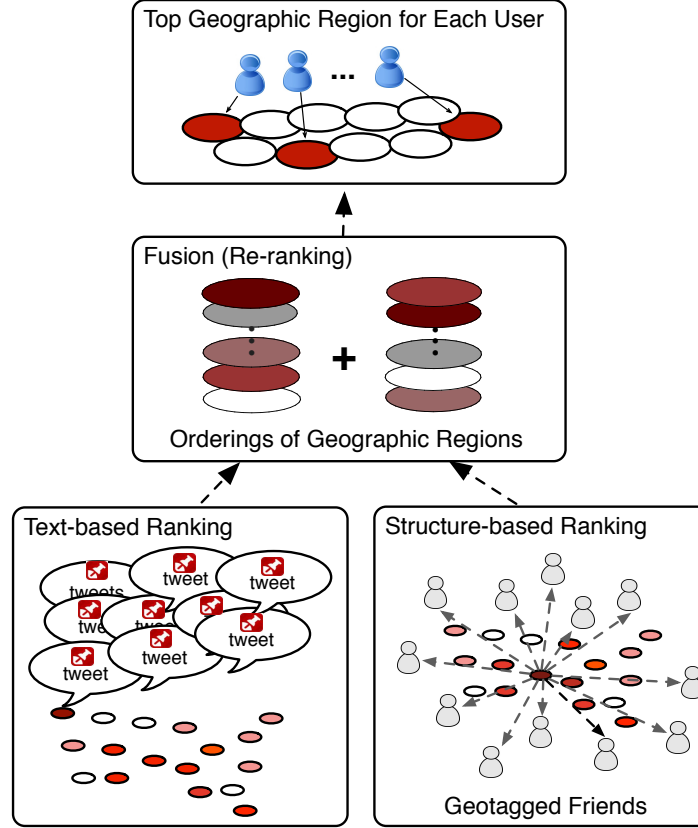 Top Geographic Region for Each User
...
Fusion (Re-ranking)
+
Orderings of Geographic Regions
Text-based Ranking
tweets
tweet
tweet
tweet
tweet
tweet
tweet
Structure-based Ranking
Geotagged Friends